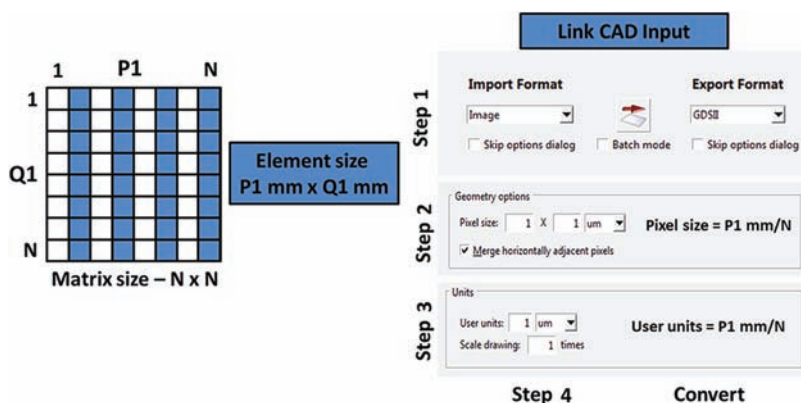 1 P1 N
1
Q1
N
Matrix size – N x N
Element size
P1 mm x Q1 mm
Link CAD Input
Step 1
Import Format
Export Format
Image
GDSII
Skip options dialog
Batch mode
Skip options dialog
Step 2
Geometry options
Pixel size: 1 X 1 um
Pixel size = P1 mm/N
Merge horizontally adjacent pixels
Step 3
Units
User units: 1 um
User units = P1 mm/N
Scale drawing: 1 times
Step 4
Convert